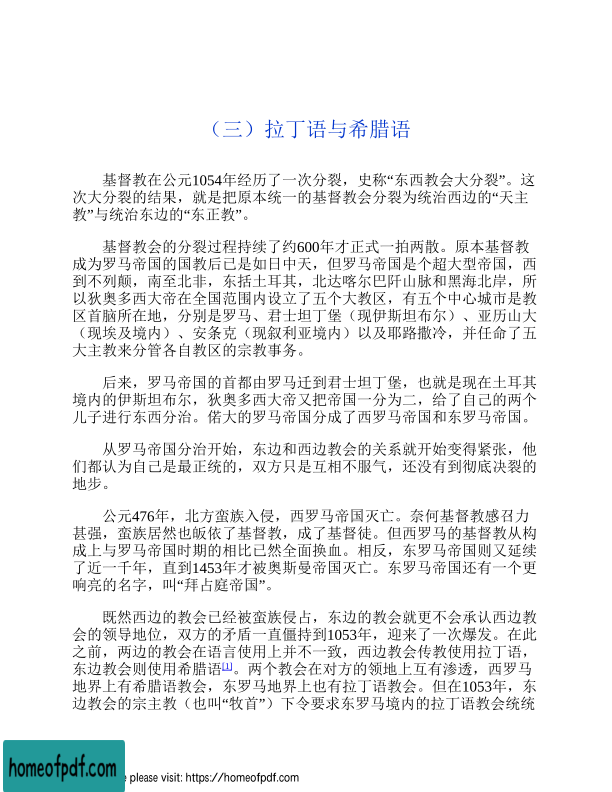 （三）拉丁语与希腊语
基督教在公元1054年经历了一次分裂，史称“东西教会大分裂”。这
次大分裂的结果，就是把原本统一的基督教会分裂为统治西边的“天主
教”与统治东边的“东正教”。
基督教会的分裂过程持续了约600年才正式一拍两散。原本基督教
成为罗马帝国的国教后已是如日中天，但罗马帝国是个超大型帝国，西
到不列颠，南至北非，东括土耳其，北达喀尔巴阡山脉和黑海北岸，所
以狄奥多西大帝在全国范围内设立了五个大教区，有五个中心城市是教
区首脑所在地，分别是罗马、君士坦丁堡（现伊斯坦布尔）、亚历山大
（现埃及境内）、安条克（现叙利亚境内）以及耶路撒冷，并任命了五
大主教来分管各自教区的宗教事务。
后来，罗马帝国的首都由罗马迁到君士坦丁堡，也就是现在土耳其
境内的伊斯坦布尔，狄奥多西大帝又把帝国一分为二，给了自己的两个
儿子进行东西分治。偌大的罗马帝国分成了西罗马帝国和东罗马帝国。
从罗马帝国分治开始，东边和西边教会的关系就开始变得紧张，他
们都认为自己是最正统的，双方只是互相不服气，还没有到彻底决裂的
地步。
公元476年，北方蛮族入侵，西罗马帝国灭亡。奈何基督教感召力
甚强，蛮族居然也皈依了基督教，成了基督徒。但西罗马的基督教从构
成上与罗马帝国时期的相比已然全面换血。相反，东罗马帝国则又延续
了近一千年，直到1453年才被奥斯曼帝国灭亡。东罗马帝国还有一个更
响亮的名字，叫“拜占庭帝国”。
既然西边的教会已经被蛮族侵占，东边的教会就更不会承认西边教
会的领导地位，双方的矛盾一直僵持到1053年，迎来了一次爆发。在此
之前，两边的教会在语言使用上并不一致，西边教会传教使用拉丁语，
东边教会则使用希腊语[1]。两个教会在对方的领地上互有渗透，西罗马
地界上有希腊语教会，东罗马地界上也有拉丁语教会。但在1053年，东
边教会的宗主教（也叫“牧首”）下令要求东罗马境内的拉丁语教会统统
homeofpdf.com
please visit: https://homeofpdf.com